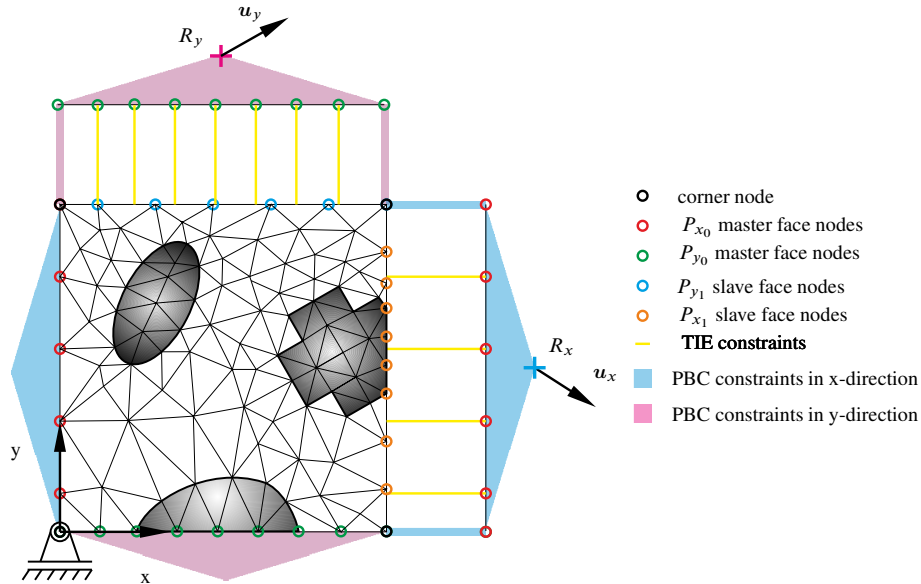 u_y
R_y
corner node
P_{x_0} master face nodes
P_{y_0} master face nodes
P_{y_1} slave face nodes
P_{x_1} slave face nodes
TIE constraints
R_x
u_x
PBC constraints in x-direction
PBC constraints in y-direction
y
x